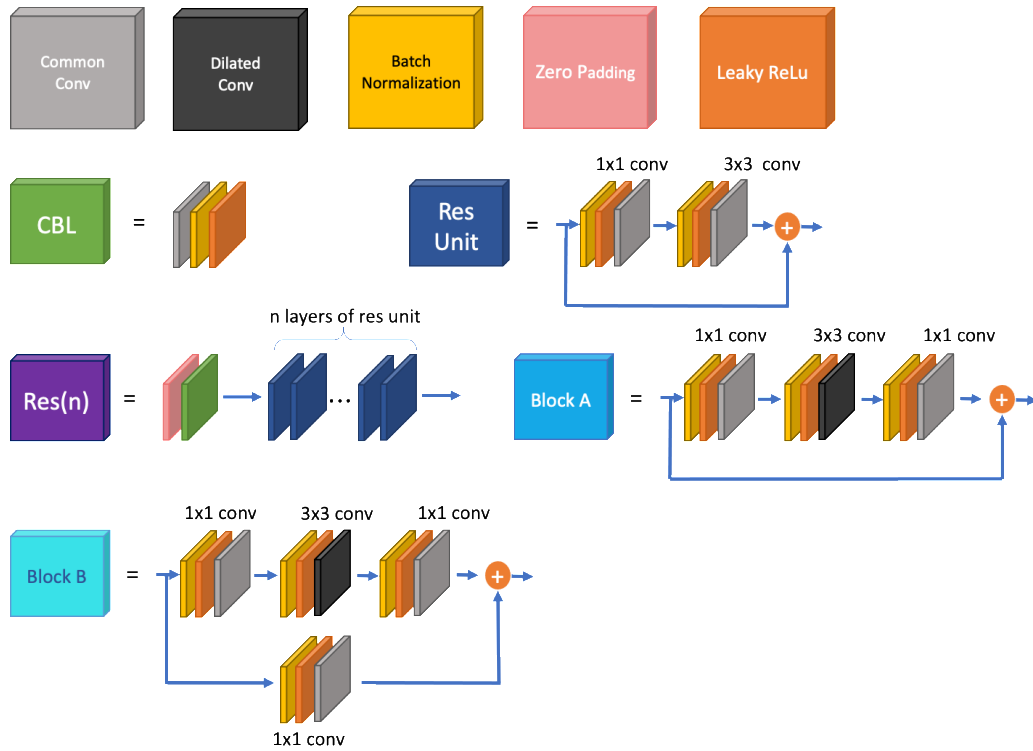 Common
Conv
Dilated
Conv
Batch
Normalization
Zero Padding
Leaky ReLu
1x1 conv
3x3 conv
CBL
=
Res
Unit
=
+
n layers of res unit
1x1 conv
3x3 conv
1x1 conv
Res(n)
=
...
Block A
=
+
1x1 conv
3x3 conv
1x1 conv
Block B
=
+
1x1 conv